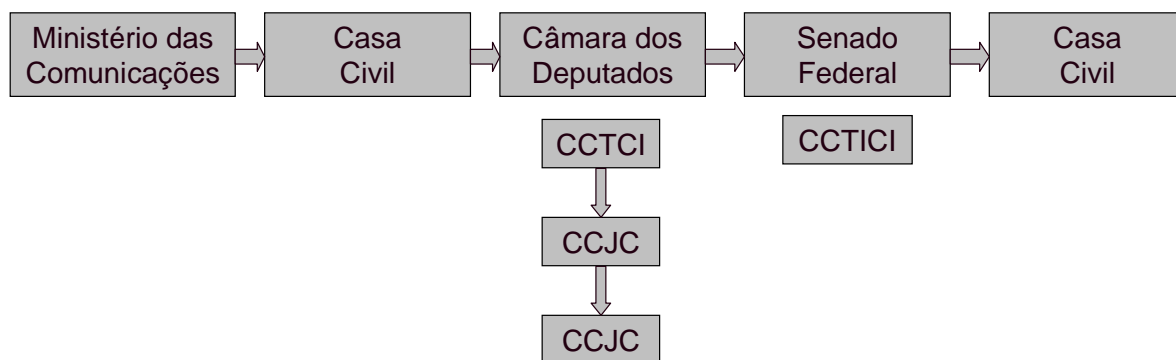 Ministério das
Comunicações
Casa
Civil
Câmara dos
Deputados
Senado
Federal
Casa
Civil
CCTCI
CCTICI
CCJC
CCJC